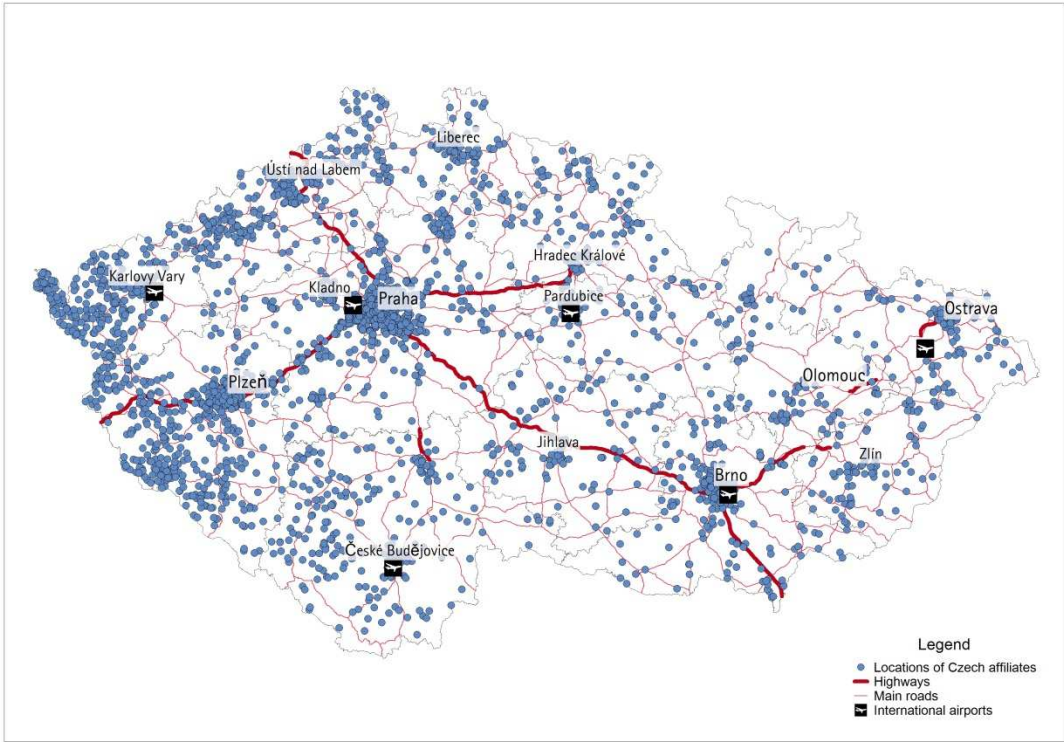 Liberec
Ústí nad Labem
Hradec Králové
Karlovy Vary
Kladno
Praha
Pardubice
Ostrava
Plzeň
Olomouc
Jihlava
Zlín
Brno
České Budějovice
Legend
Locations of Czech affiliates
Highways
Main roads
International airports